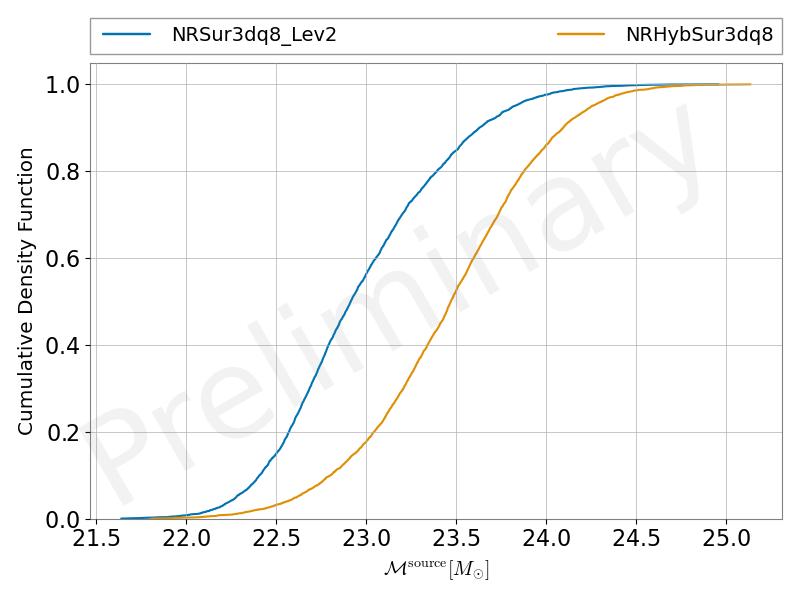 NRSur3dq8_Lev2 NRHybSur3dq8
1.0
0.8
0.6
0.4
0.2
0.0
Cumulative Density Function
Preliminary
21.5 22.0 22.5 23.0 23.5 24.0 24.5 25.0
ℳ^source [M_⊙]